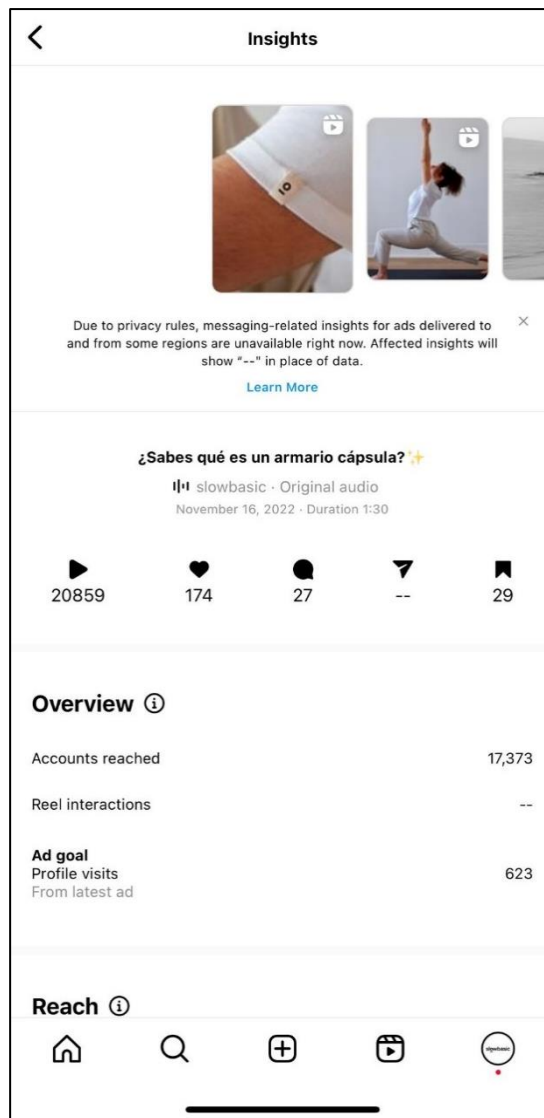 Insights
IO
Due to privacy rules, messaging-related insights for ads delivered to
and from some regions are unavailable right now. Affected insights will
show “--” in place of data.
Learn More
¿Sabes qué es un armario cápsula?✨
slowbasic · Original audio
November 16, 2022 · Duration 1:30
20859 174 27 -- 29
Overview
Accounts reached 17,373
Reel interactions --
Ad goal
Profile visits 623
From latest ad
Reach
slowbasic